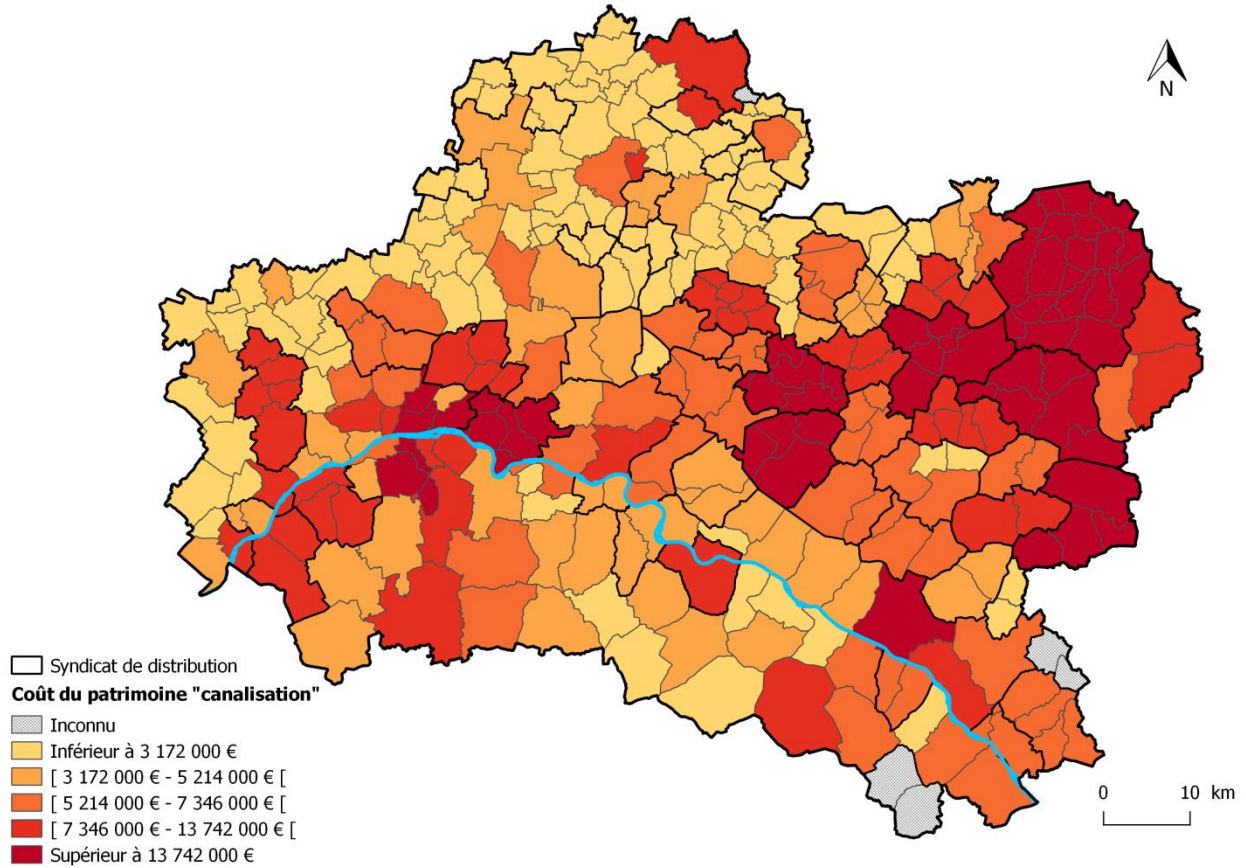 N
Syndicat de distribution
Coût du patrimoine "canalisation"
Inconnu
Inférieur à 3 172 000 €
[ 3 172 000 € - 5 214 000 € [
[ 5 214 000 € - 7 346 000 € [
[ 7 346 000 € - 13 742 000 € [
Supérieur à 13 742 000 €
0 10 km